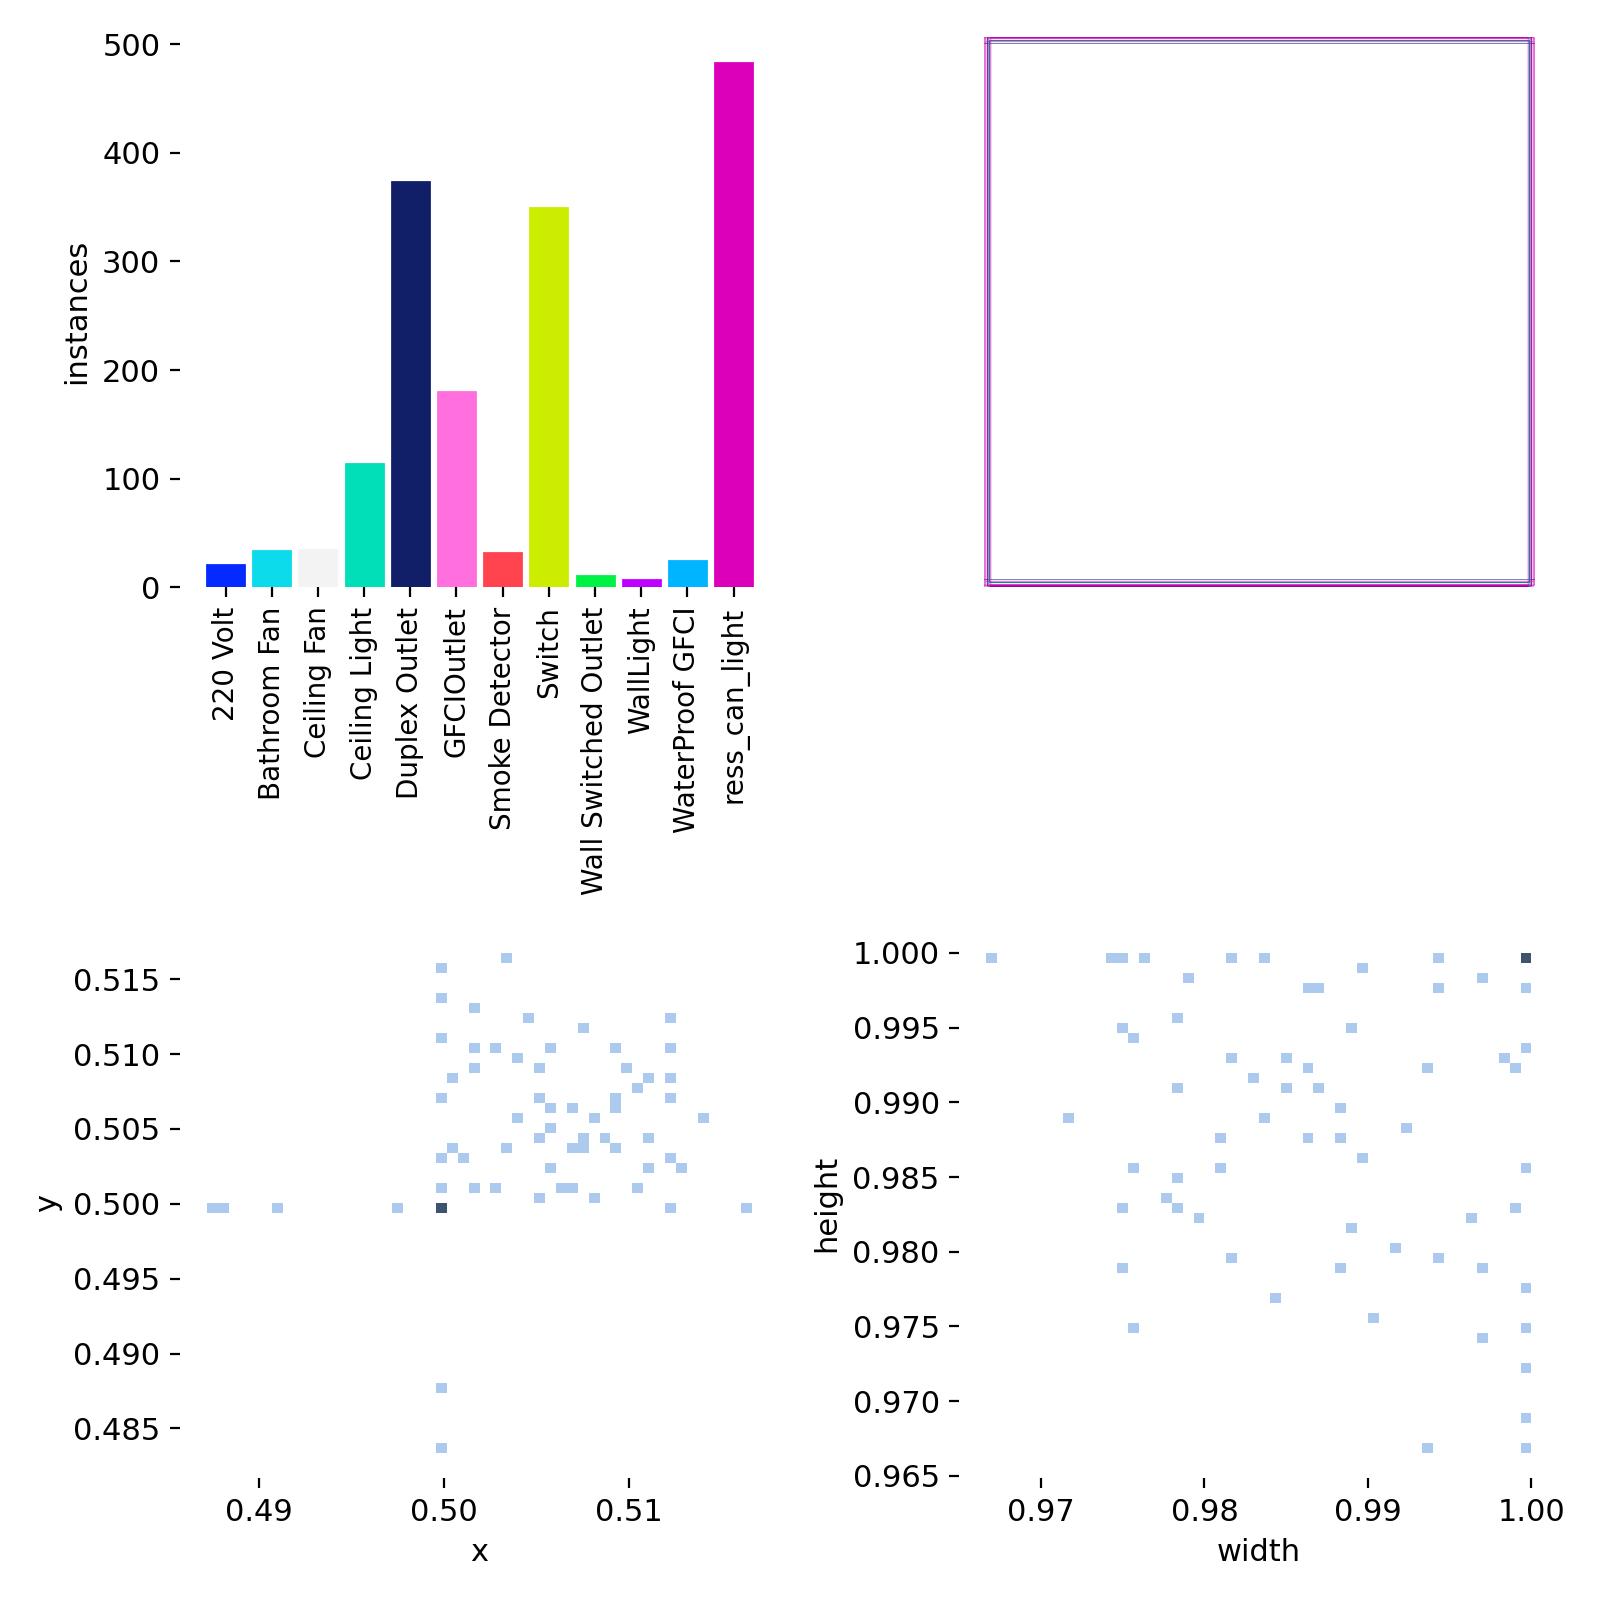 500
400
300
200
100
0
instances
220 Volt
Bathroom Fan
Ceiling Fan
Ceiling Light
Duplex Outlet
GFCIOutlet
Smoke Detector
Switch
Wall Switched Outlet
WallLight
WaterProof GFCI
ress_can_light
0.515
0.510
0.505
0.500
0.495
0.490
0.485
y
0.49 0.50 0.51
x
1.000
0.995
0.990
0.985
0.980
0.975
0.970
0.965
height
0.97 0.98 0.99 1.00
width